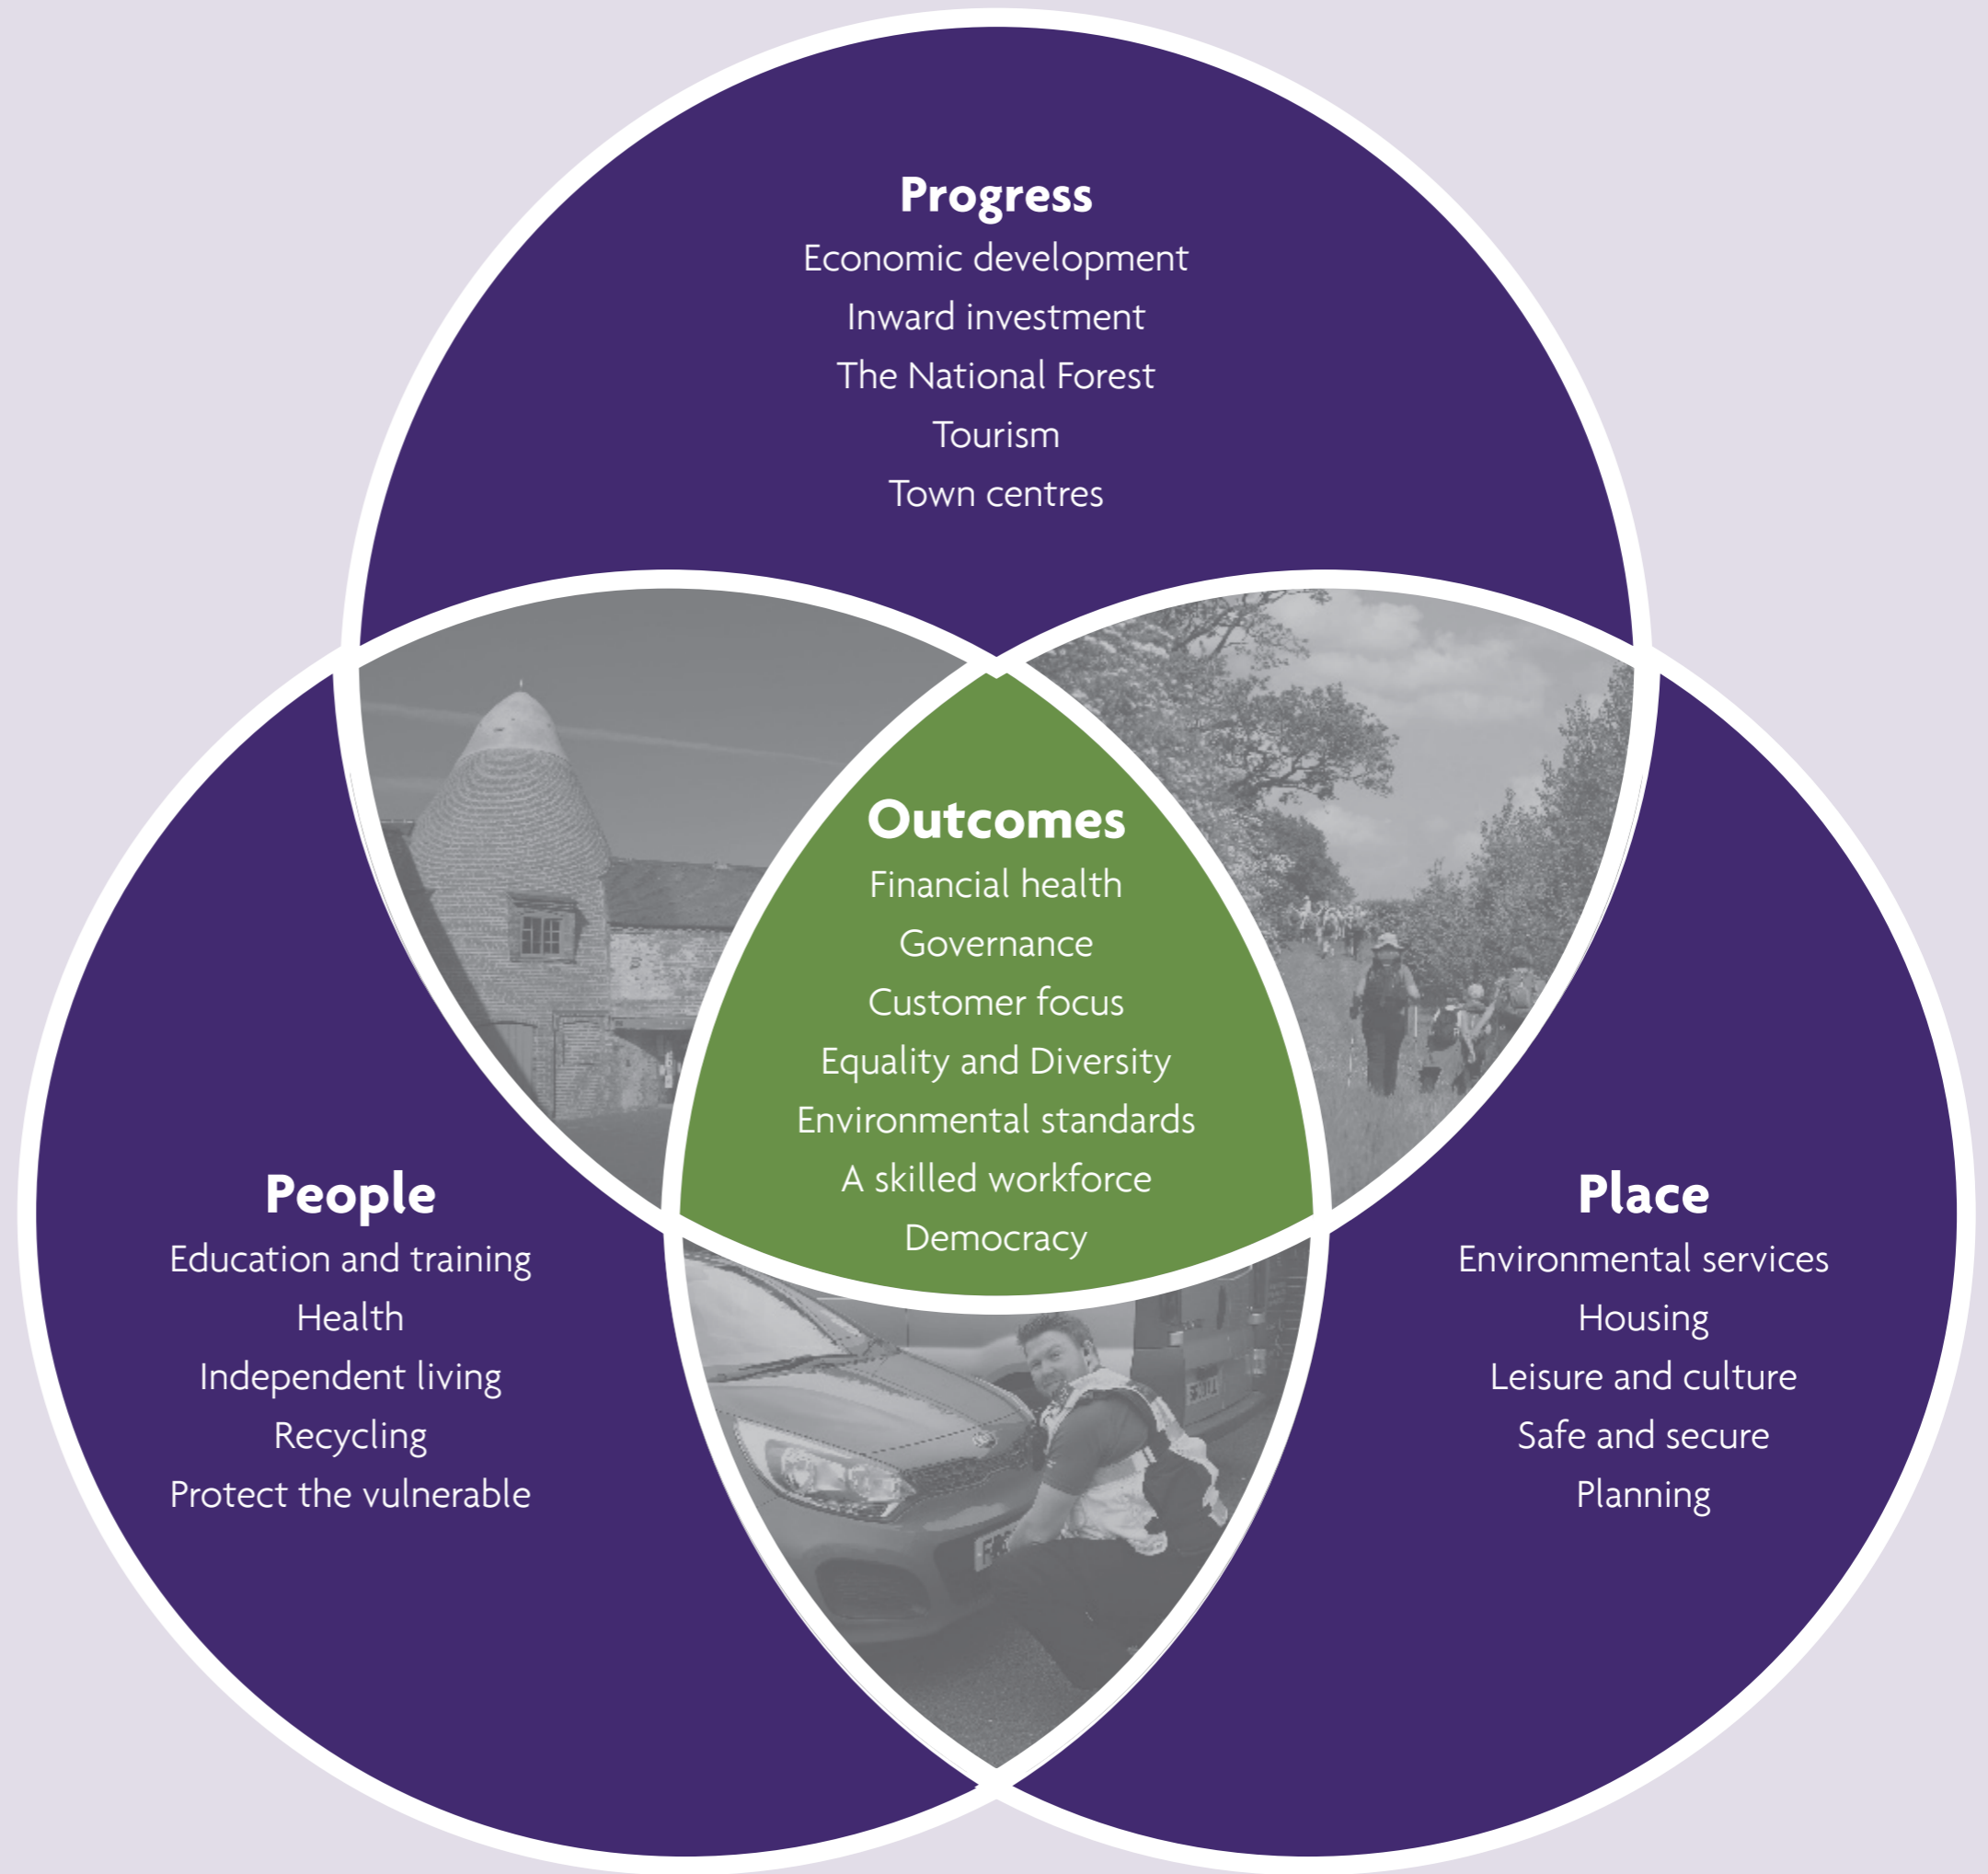 Progress
Economic development
Inward investment
The National Forest
Tourism
Town centres
Outcomes
Financial health
Governance
Customer focus
Equality and Diversity
Environmental standards
A skilled workforce
Democracy
People
Education and training
Health
Independent living
Recycling
Protect the vulnerable
Place
Environmental services
Housing
Leisure and culture
Safe and secure
Planning